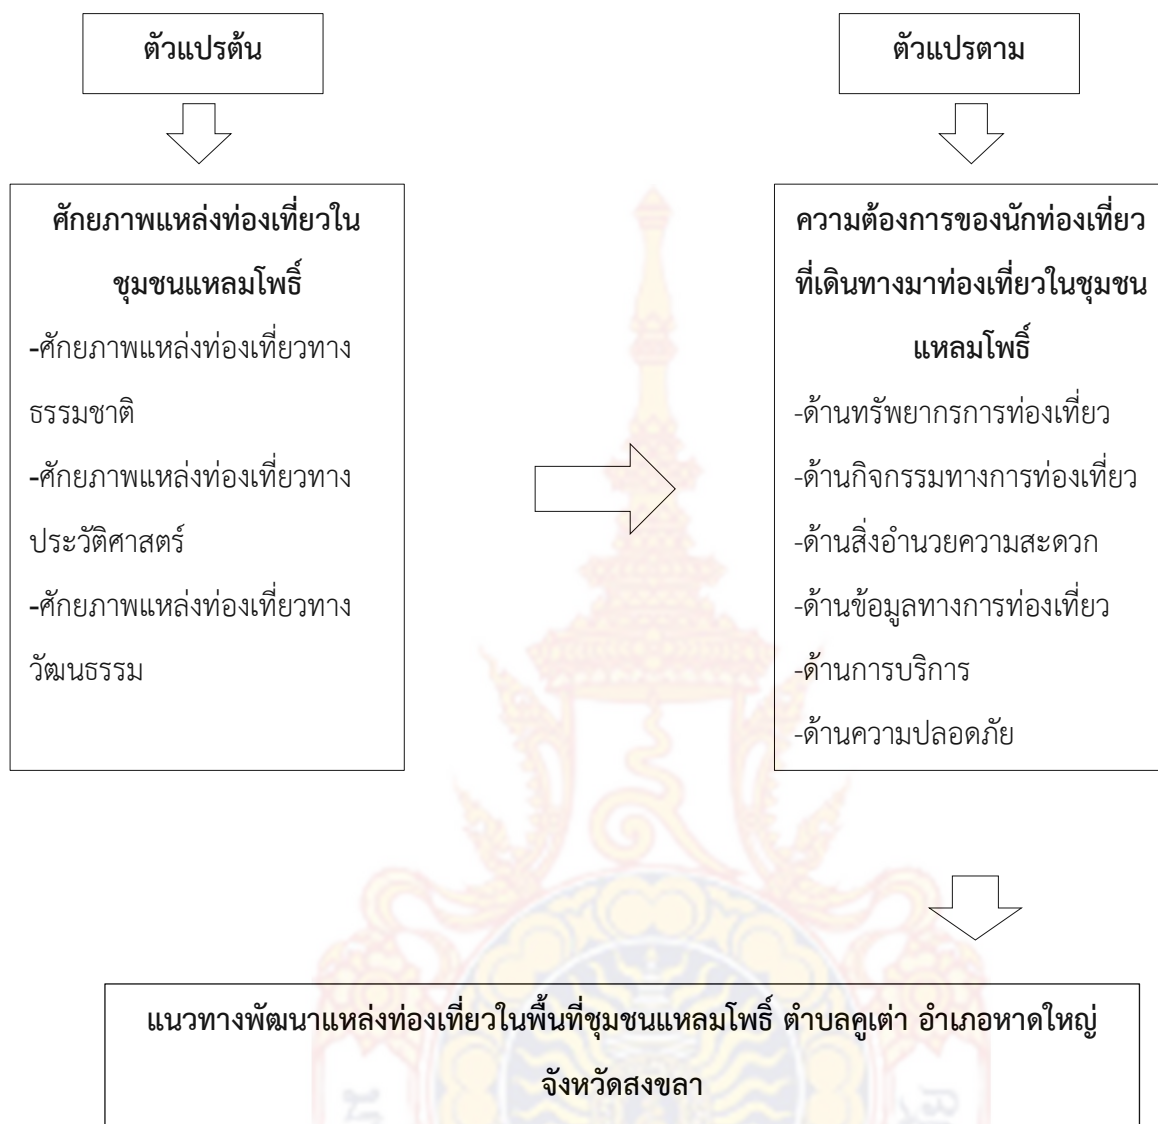 ตัวแปรต้น
ตัวแปรตาม
ศักยภาพแหล่งท่องเที่ยวใน
ชุมชนแหลมโพธิ์
-ศักยภาพแหล่งท่องเที่ยวทาง
ธรรมชาติ
-ศักยภาพแหล่งท่องเที่ยวทาง
ประวัติศาสตร์
-ศักยภาพแหล่งท่องเที่ยวทาง
วัฒนธรรม
ความต้องการของนักท่องเที่ยว
ที่เดินทางมาท่องเที่ยวในชุมชน
แหลมโพธิ์
-ด้านทรัพยากรการท่องเที่ยว
-ด้านกิจกรรมทางการท่องเที่ยว
-ด้านสิ่งอำนวยความสะดวก
-ด้านข้อมูลทางการท่องเที่ยว
-ด้านการบริการ
-ด้านความปลอดภัย
แนวทางพัฒนาแหล่งท่องเที่ยวในพื้นที่ชุมชนแหลมโพธิ์ ตำบลคูเต่า อำเภอหาดใหญ่
จังหวัดสงขลา